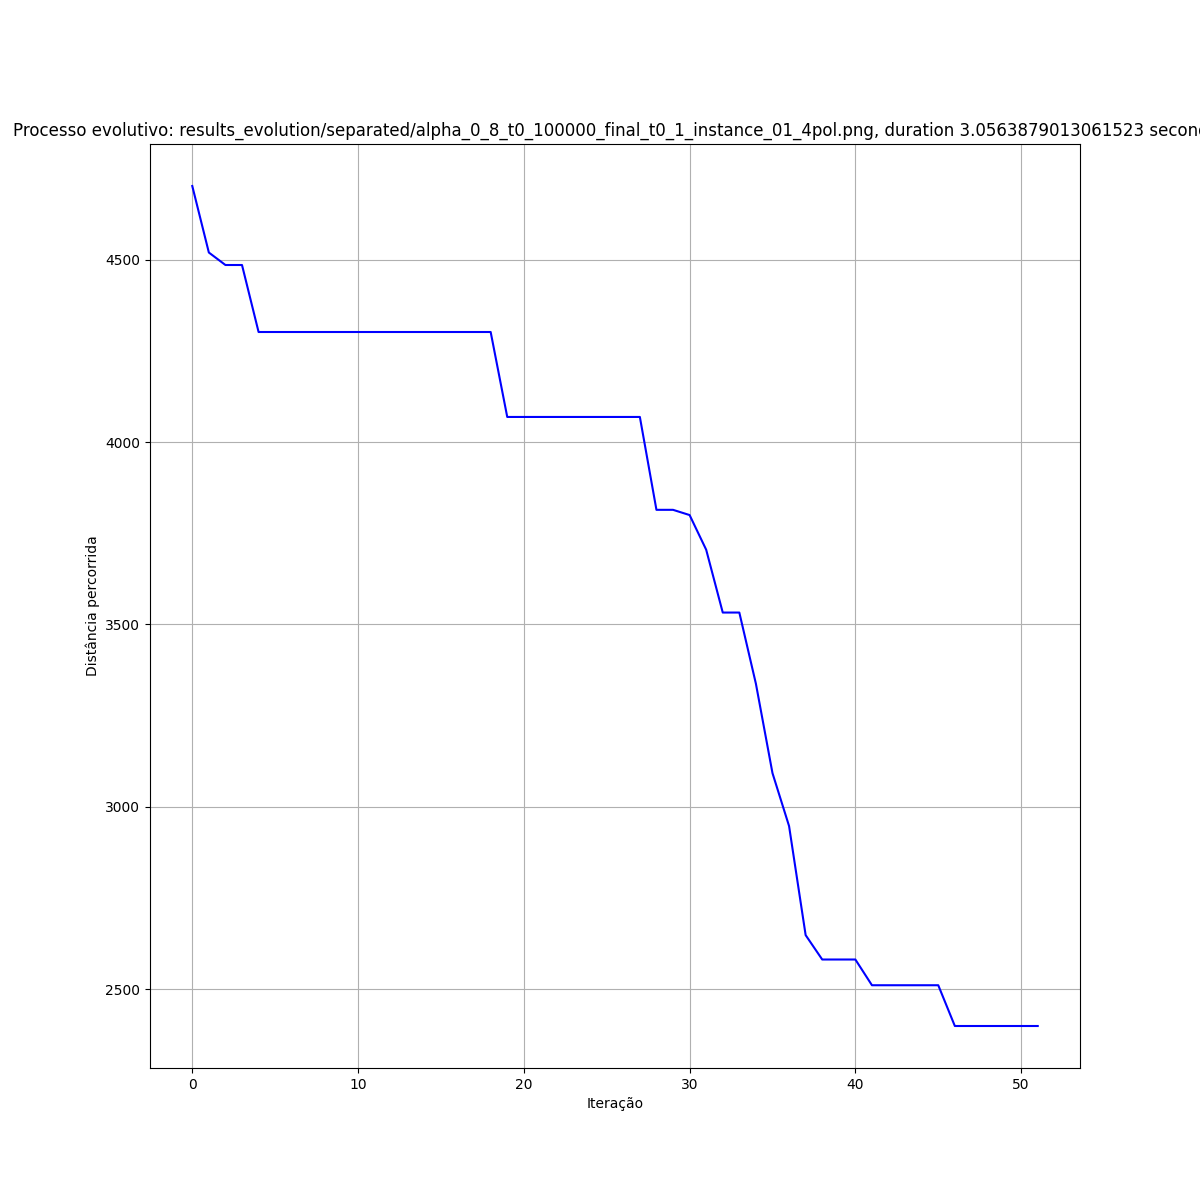 Processo evolutivo: results_evolution/separated/alpha_0_8_t0_100000_final_t0_1_instance_01_4pol.png, duration 3.0563879013061523
4500
4000
3500
3000
2500
Distância percorrida
0 10 20 30 40 50
Iteração